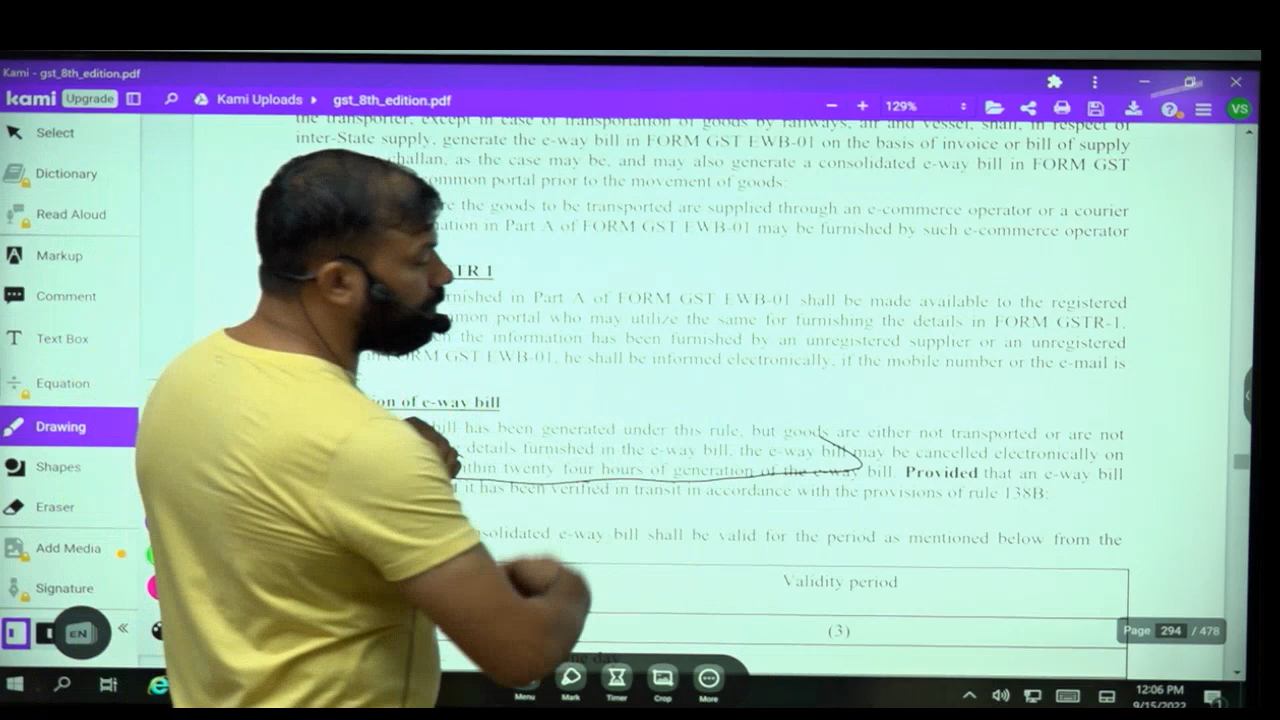 Kami - gst_8th_edition.pdf
kami Upgrade Kami Uploads gst_8th_edition.pdf 129% VS
Select
Dictionary
Read Aloud
Markup
Comment
Text Box
Equation
Drawing
Shapes
Eraser
Add Media
Signature
EN
the transporter, except in case of transportation of goods by railways, air and vessel, shall, in respect of
inter-State supply, generate the e-way bill in FORM GST EWB-01 on the basis of invoice or bill of supply
challan, as the case may be, and may also generate a consolidated e-way bill in FORM GST
common portal prior to the movement of goods:
the goods to be transported are supplied through an e-commerce operator or a courier
in Part A of FORM GST EWB-01 may be furnished by such e-commerce operator
TR 1
in Part A of FORM GST EWB-01 shall be made available to the registered
portal who may utilize the same for furnishing the details in FORM GSTR-1.
the information has been furnished by an unregistered supplier or an unregistered
FORM GST EWB-01, he shall be informed electronically, if the mobile number or the e-mail is
of e-way bill
bill has been generated under this rule, but goods are either not transported or are not
details furnished in the e-way bill, the e-way bill may be cancelled electronically on
twenty four hours of generation of the e-way bill. Provided that an e-way bill
it has been verified in transit in accordance with the provisions of rule 138B:
e-way bill shall be valid for the period as mentioned below from the
Validity period
(3)
day
Page 294 / 478
Menu Mark Timer Crop More
12:06 PM
9/15/2022